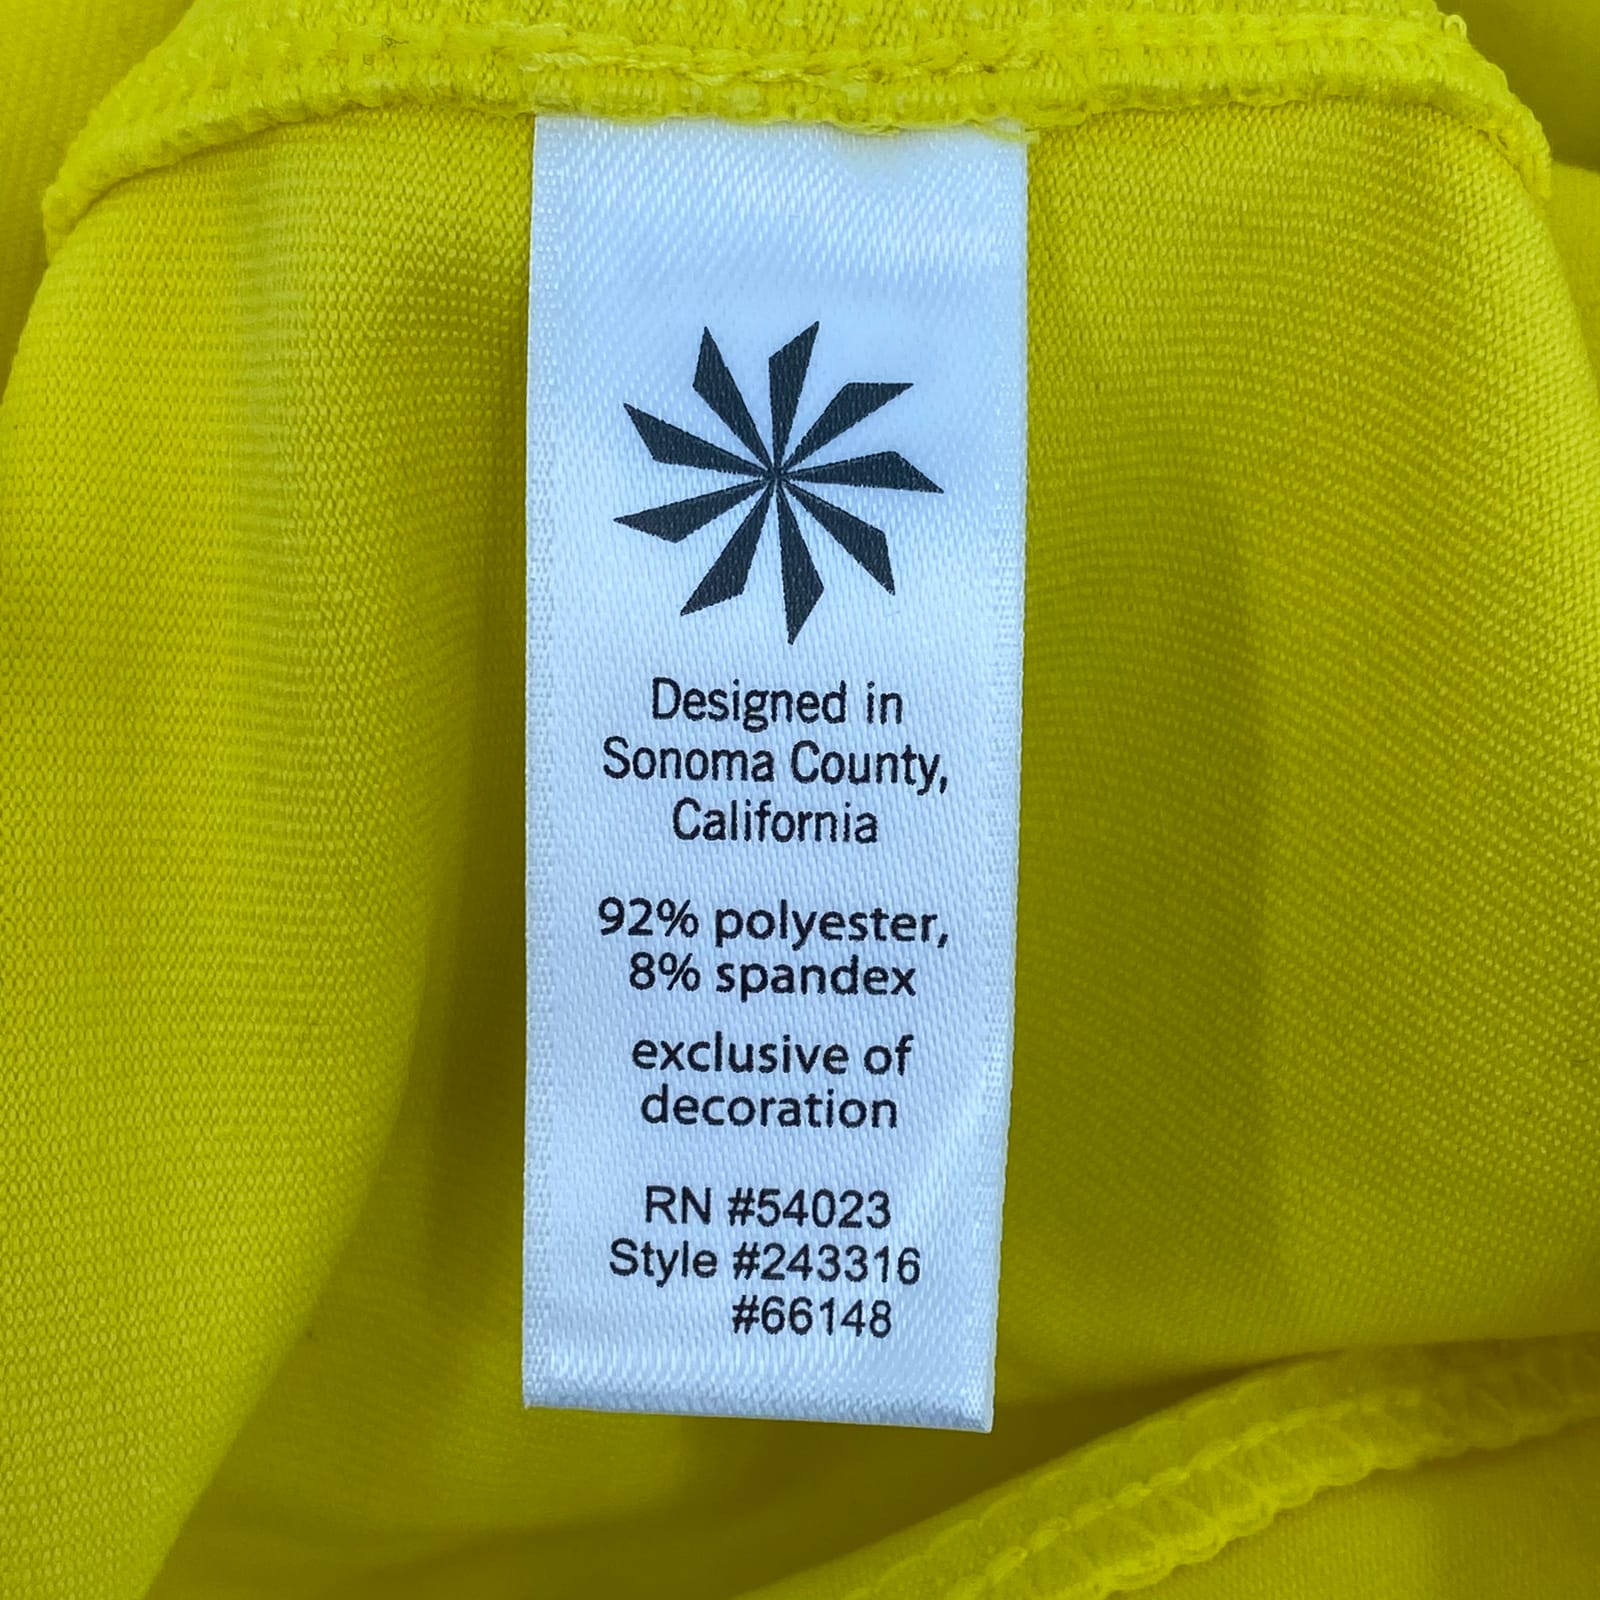 Designed in
Sonoma County,
California
92% polyester,
8% spandex
exclusive of
decoration
RN #54023
Style #243316
#66148